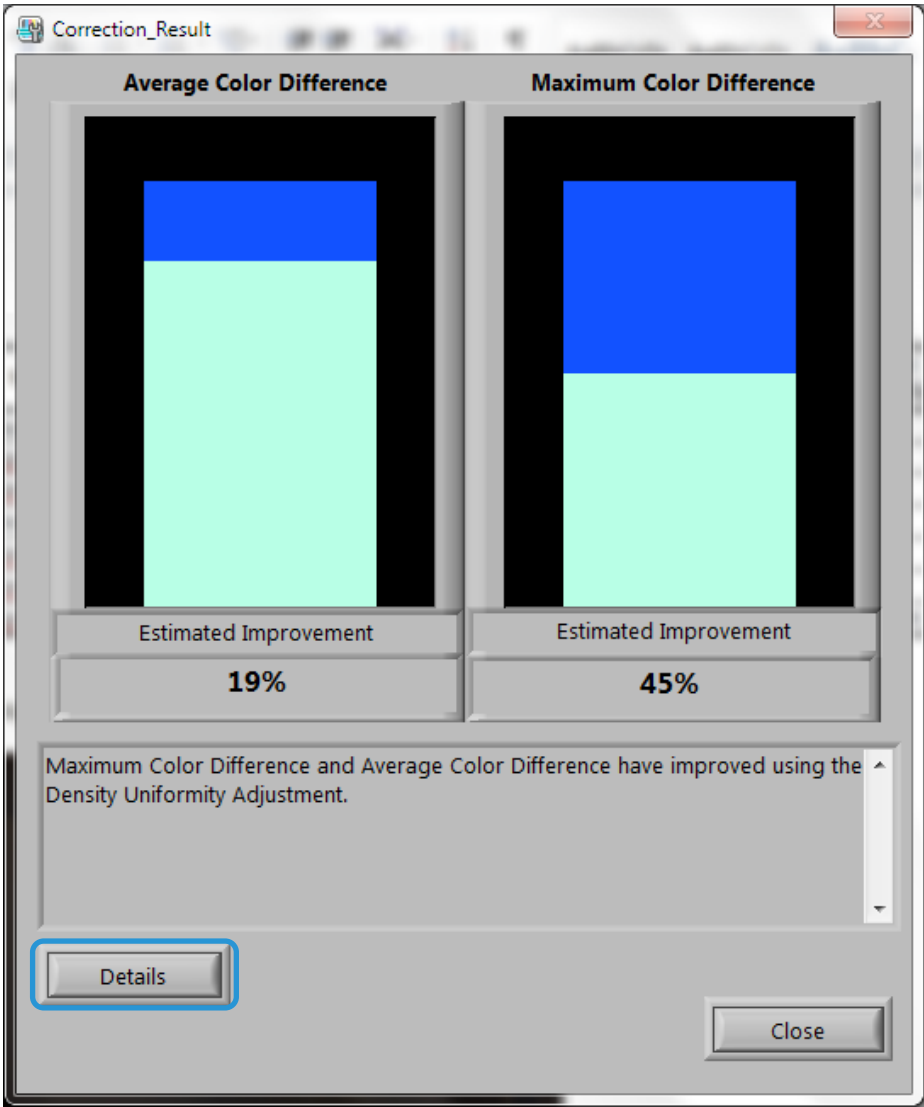 Correction_Result
Average Color Difference
Maximum Color Difference
Estimated Improvement
Estimated Improvement
19%
45%
Maximum Color Difference and Average Color Difference have improved using the
Density Uniformity Adjustment.
Details
Close